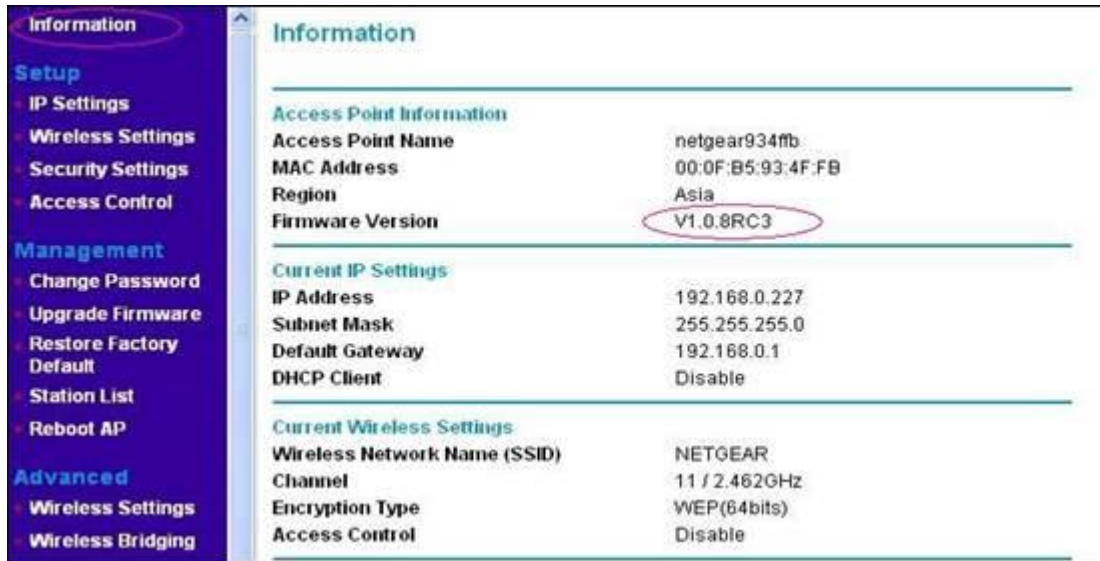 Information
Setup
IP Settings
Wireless Settings
Security Settings
Access Control
Management
Change Password
Upgrade Firmware
Restore Factory
Default
Station List
Reboot AP
Advanced
Wireless Settings
Wireless Bridging
Information
Access Point Information
Access Point Name netgear934ffb
MAC Address 00:0F:B5:93:4F:FB
Region Asia
Firmware Version V1.0.8RC3
Current IP Settings
IP Address 192.168.0.227
Subnet Mask 255.255.255.0
Default Gateway 192.168.0.1
DHCP Client Disable
Current Wireless Settings
Wireless Network Name (SSID) NETGEAR
Channel 11 / 2.462GHz
Encryption Type WEP(64bits)
Access Control Disable